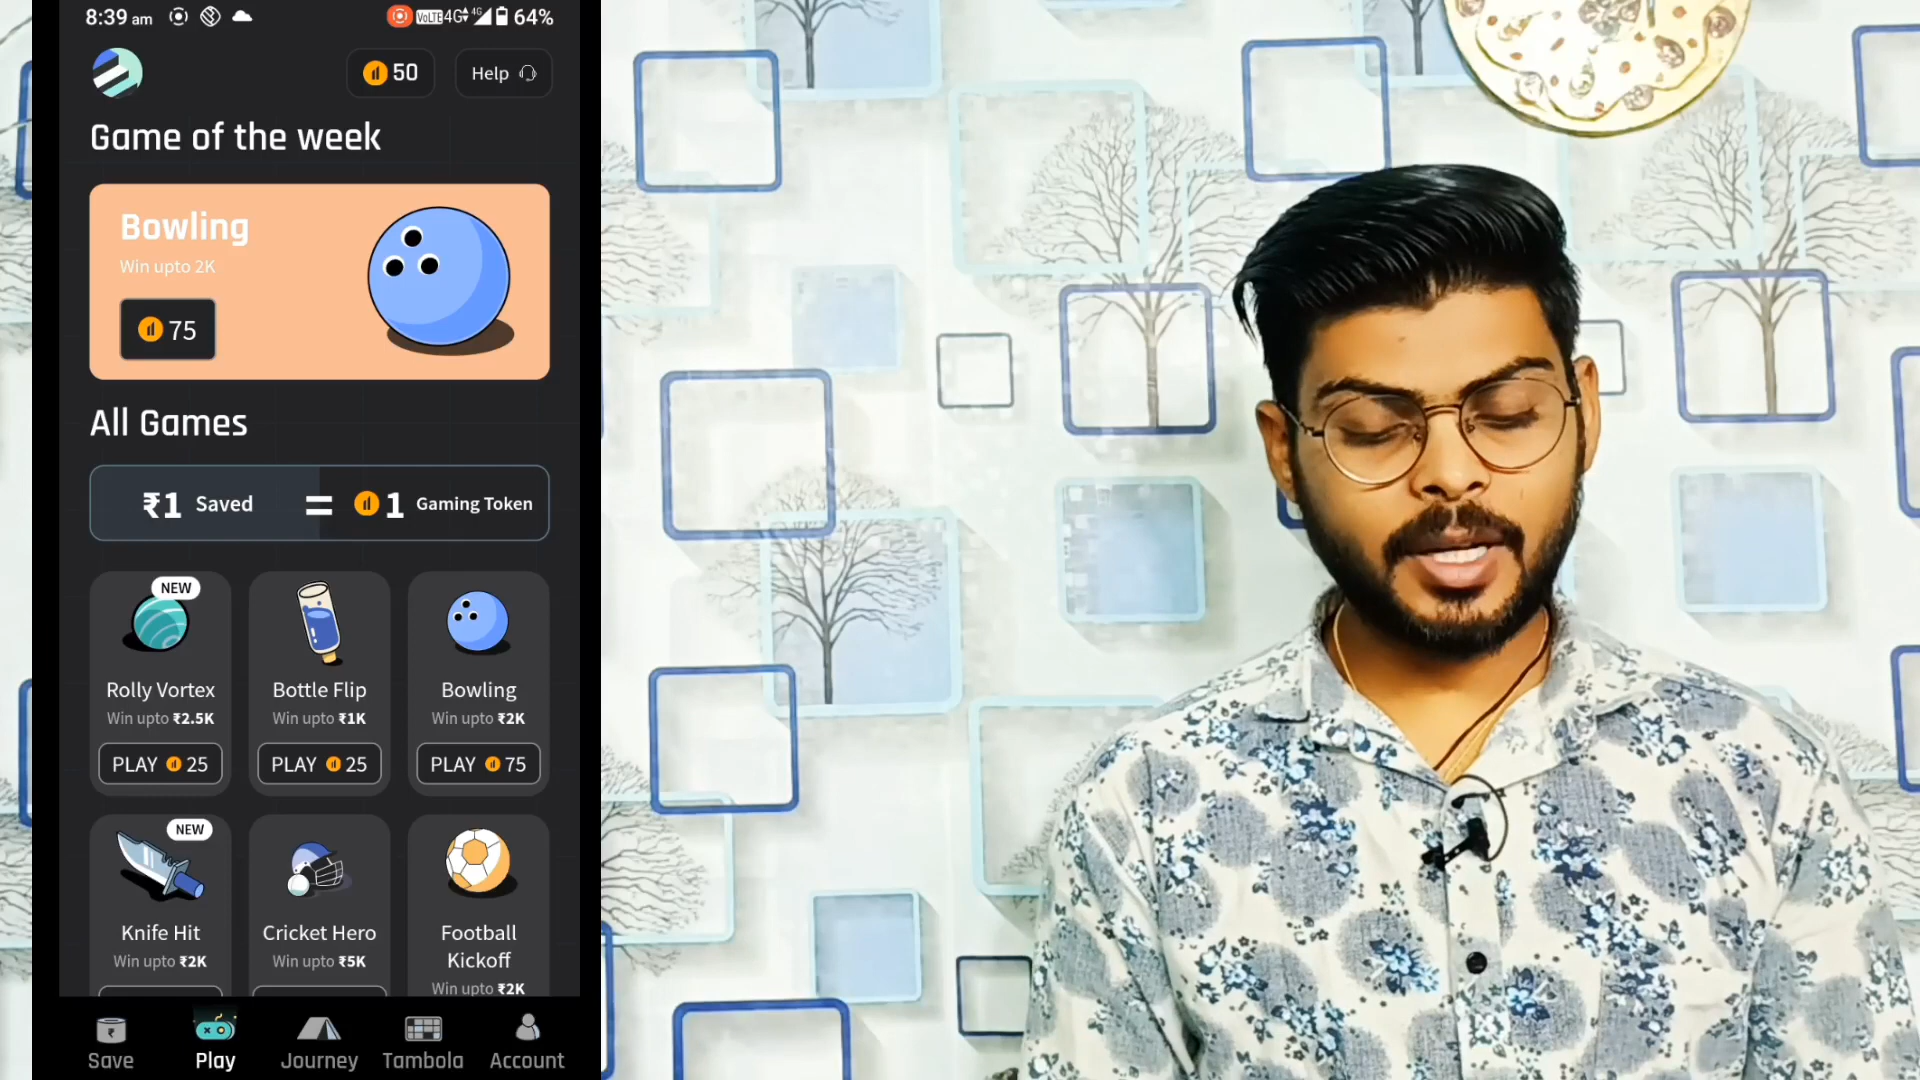 8:39 am VoLTE 4G 4G 64%
50 Help
Game of the week
Bowling
Win upto 2K
75
All Games
₹1 Saved = 1 Gaming Token
NEW
Rolly Vortex Bottle Flip Bowling
Win upto ₹2.5K Win upto ₹1K Win upto ₹2K
PLAY 25 PLAY 25 PLAY 75
NEW
Knife Hit Cricket Hero Football
Kickoff
Win upto ₹2K Win upto ₹5K Win upto ₹2K
Save Play Journey Tambola Account